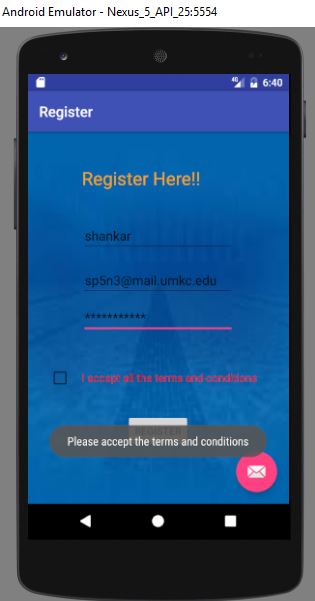 Android Emulator - Nexus_5_API_25:5554
4G 6:40
Register
Register Here!!
shankar
sp5n3@mail.umkc.edu
***********
I accept all the terms and conditions
REGISTER
Please accept the terms and conditions